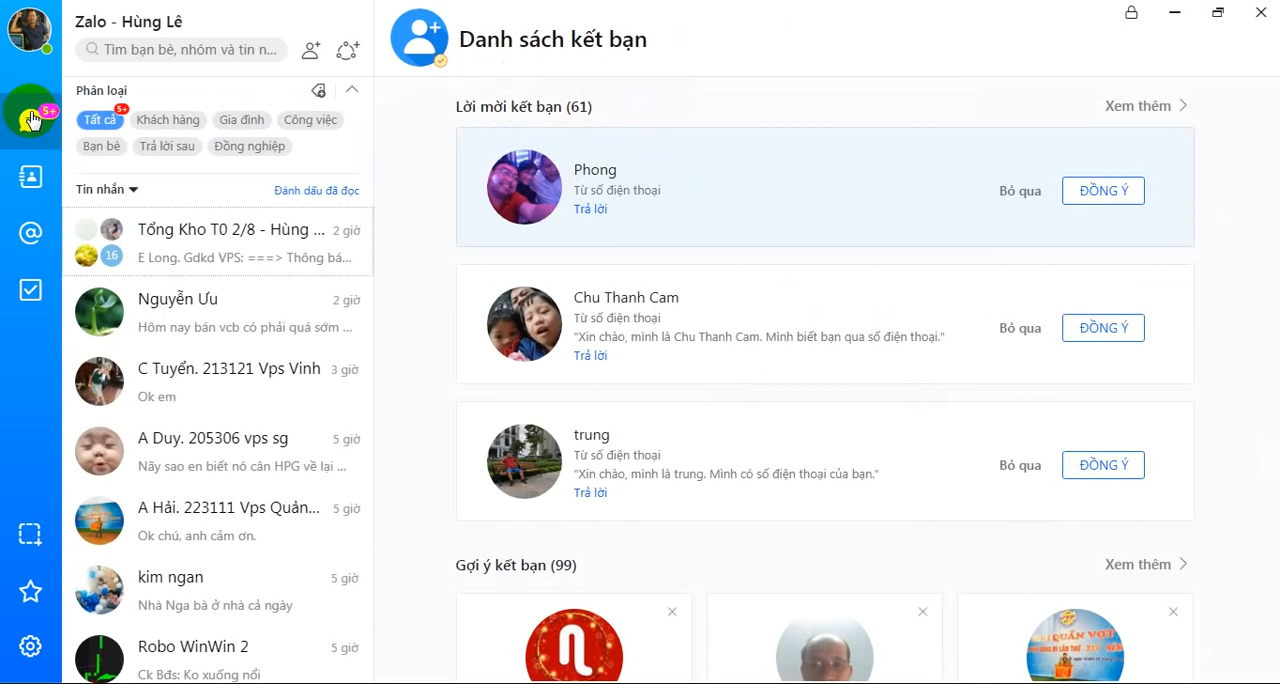 Zalo - Hùng Lê
Tìm bạn bè, nhóm và tin n...
Phân loại
Tất cả
5+
Khách hàng
Gia đình
Công việc
Bạn bè
Trả lời sau
Đồng nghiệp
5+
Tin nhắn
Đánh dấu đã đọc
Tổng Kho T0 2/8 - Hùng ...
2 giờ
16
E Long. Gdkd VPS: ===> Thông bá...
Nguyễn Ưu
2 giờ
Hôm nay bán vcb có phải quá sớm ...
C Tuyển. 213121 Vps Vinh
3 giờ
Ok em
A Duy. 205306 vps sg
5 giờ
Nãy sao en biết nó cân HPG về lại ...
A Hải. 223111 Vps Quản...
5 giờ
Ok chú, anh cảm ơn.
kim ngan
5 giờ
Nhà Nga bà ở nhà cả ngày
Robo WinWin 2
5 giờ
Ck Bđs: Ko xuống nổi
Danh sách kết bạn
Lời mời kết bạn (61)
Xem thêm
Phong
Từ số điện thoại
Trả lời
Bỏ qua
ĐỒNG Ý
Chu Thanh Cam
Từ số điện thoại
"Xin chào, mình là Chu Thanh Cam. Mình biết bạn qua số điện thoại."
Trả lời
Bỏ qua
ĐỒNG Ý
trung
Từ số điện thoại
"Xin chào, mình là trung. Mình có số điện thoại của bạn."
Trả lời
Bỏ qua
ĐỒNG Ý
Gợi ý kết bạn (99)
Xem thêm